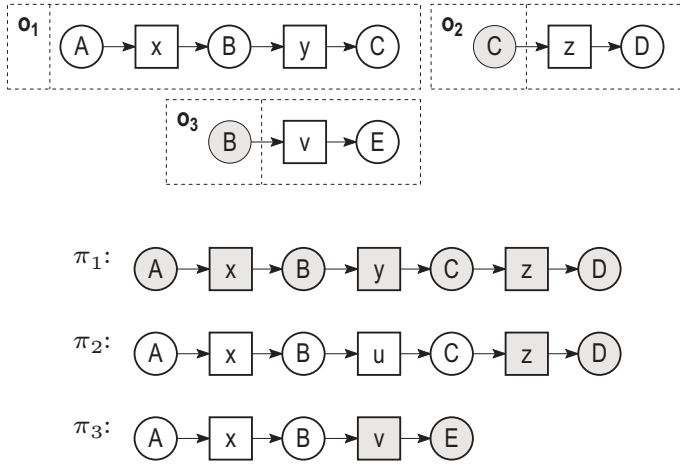 o1 A x B y C o2 C z D
o3 B v E
π1: A x B y C z D
π2: A x B u C z D
π3: A x B v E